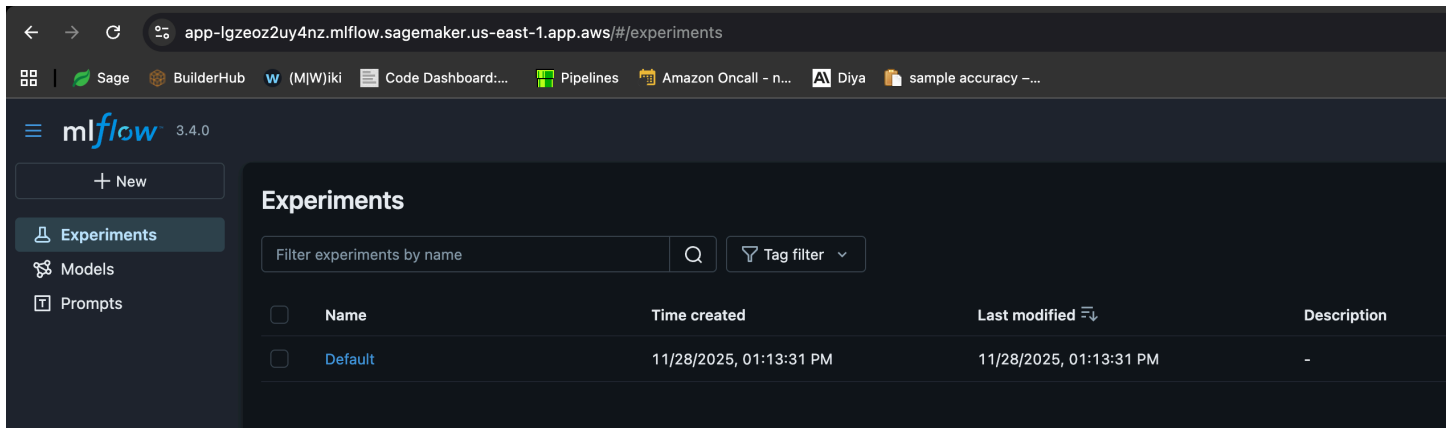 app-lgzeoz2uy4nz.mlflow.sagemaker.us-east-1.app.aws/#/experiments
Sage BuilderHub W (M|W)iki Code Dashboard:... Pipelines Amazon Oncall - n... A\ Diya sample accuracy –...
mlflow™ 3.4.0
+ New
Experiments
Models
Prompts
Experiments
Filter experiments by name Tag filter
Name Time created Last modified Description
Default 11/28/2025, 01:13:31 PM 11/28/2025, 01:13:31 PM -